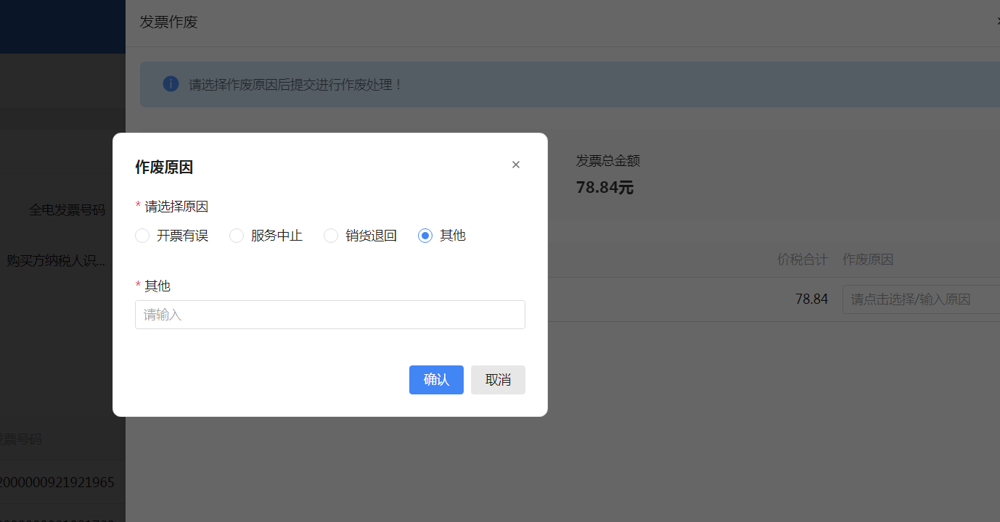 发票作废
请选择作废原因后提交进行作废处理！
作废原因
* 请选择原因
开票有误 服务中止 销货退回 其他
* 其他
请输入
确认 取消
发票总金额
78.84元
全电发票号码
购买方纳税人识...
价税合计 作废原因
78.84 请点击选择/输入原因
发票号码
2000000921921965